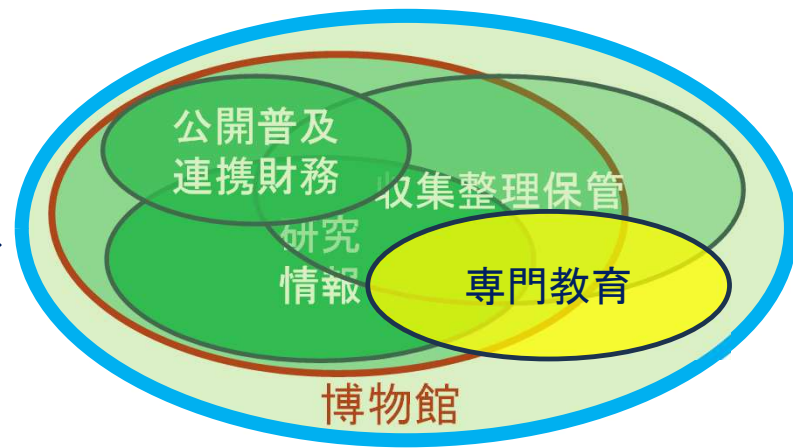 公開普及
連携財務
収集整理保管
研究
情報
専門教育
博物館